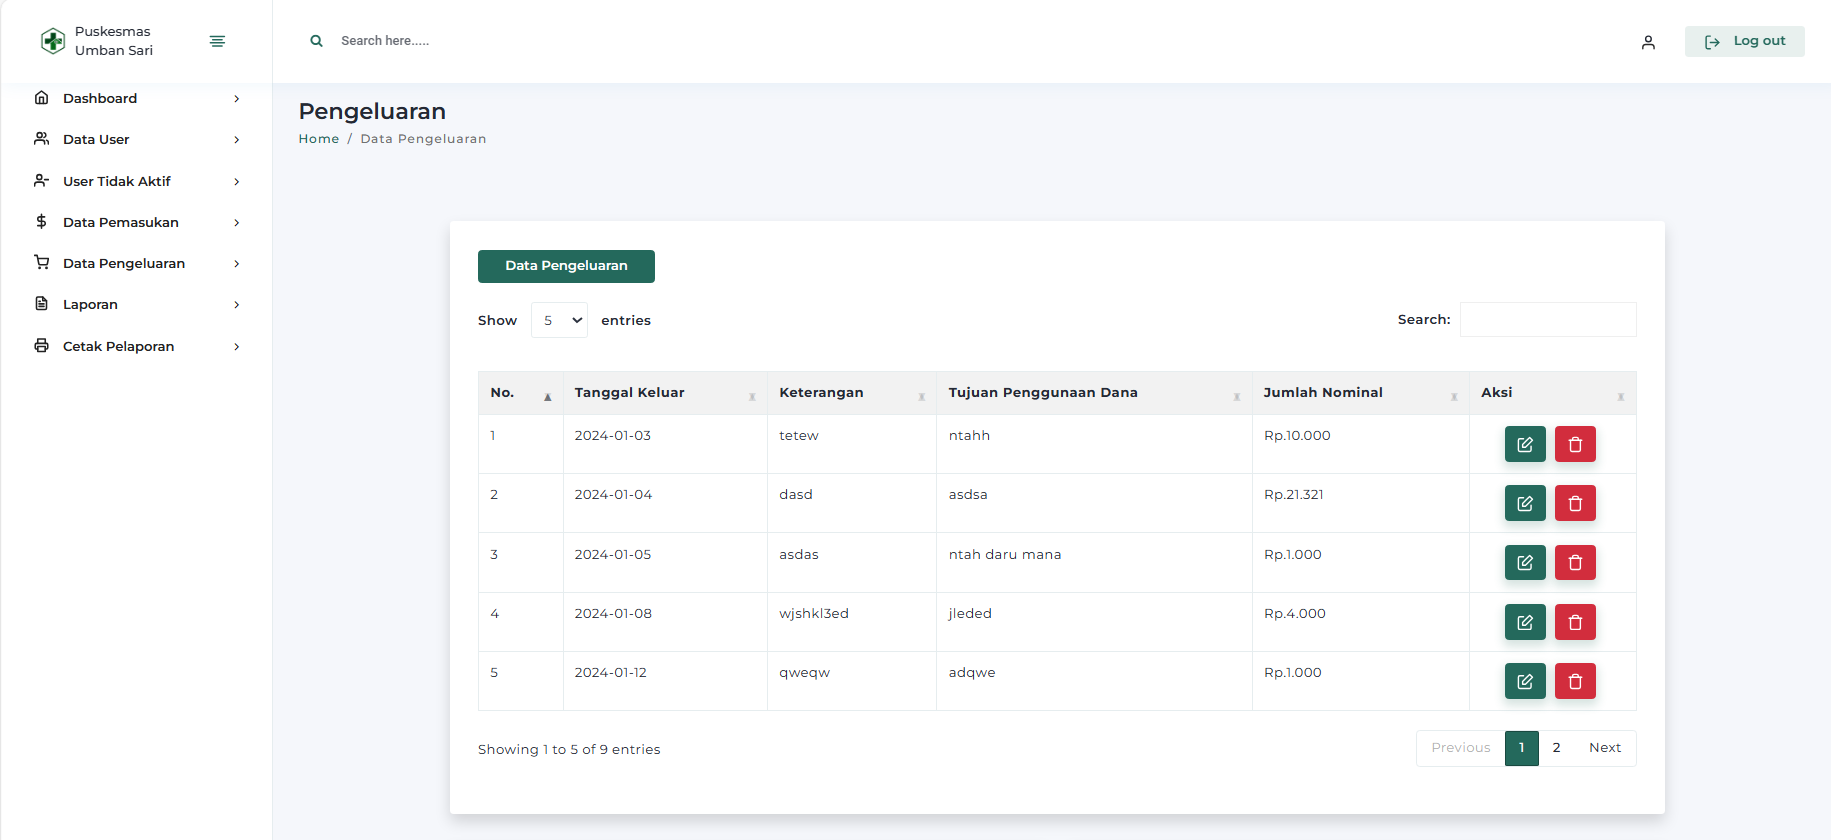 Puskesmas
Umban Sari
Search here.....
Log out
Dashboard
Data User
User Tidak Aktif
Data Pemasukan
Data Pengeluaran
Laporan
Cetak Pelaporan
Pengeluaran
Home / Data Pengeluaran
Data Pengeluaran
Show 5 entries
Search:
No. Tanggal Keluar Keterangan Tujuan Penggunaan Dana Jumlah Nominal Aksi
1 2024-01-03 tetew ntahh Rp.10.000
2 2024-01-04 dasd asdsa Rp.21.321
3 2024-01-05 asdas ntah daru mana Rp.1.000
4 2024-01-08 wjshkl3ed jleded Rp.4.000
5 2024-01-12 qweqw adqwe Rp.1.000
Showing 1 to 5 of 9 entries
Previous 1 2 Next